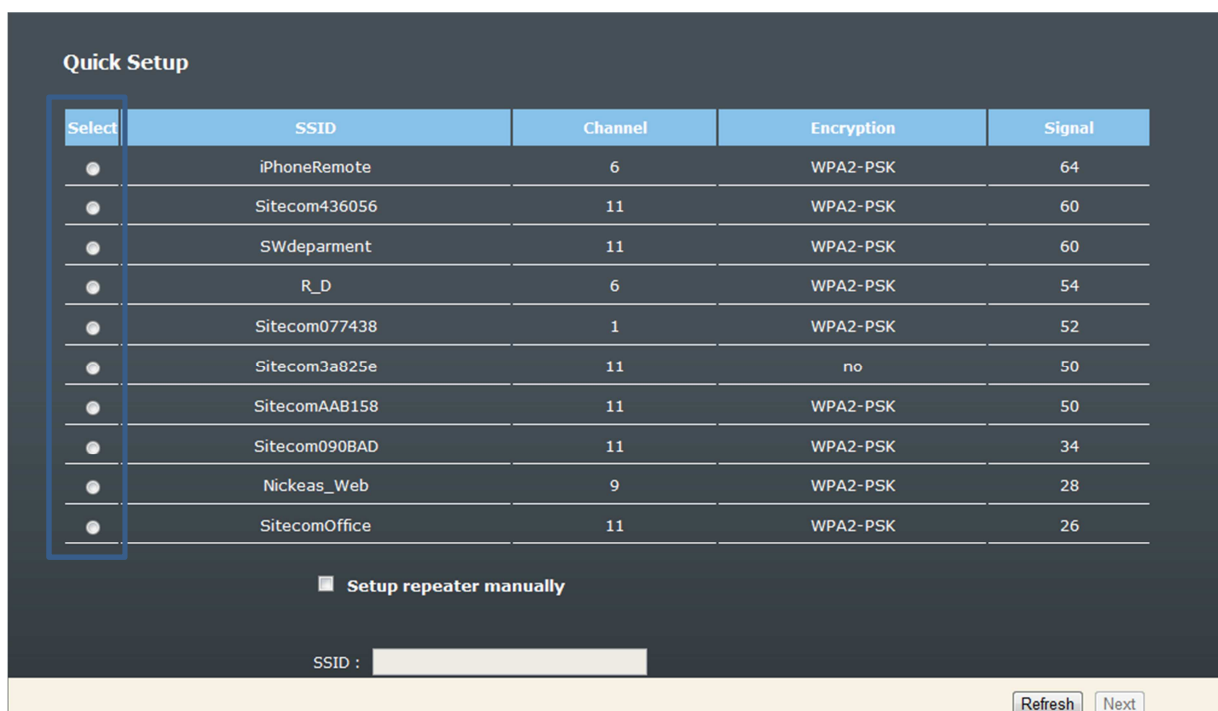 Quick Setup
Select SSID Channel Encryption Signal
iPhoneRemote 6 WPA2-PSK 64
Sitecom436056 11 WPA2-PSK 60
SWdeparment 11 WPA2-PSK 60
R_D 6 WPA2-PSK 54
Sitecom077438 1 WPA2-PSK 52
Sitecom3a825e 11 no 50
SitecomAAB158 11 WPA2-PSK 50
Sitecom090BAD 11 WPA2-PSK 34
Nickeas_Web 9 WPA2-PSK 28
SitecomOffice 11 WPA2-PSK 26
Setup repeater manually
SSID :
Refresh Next